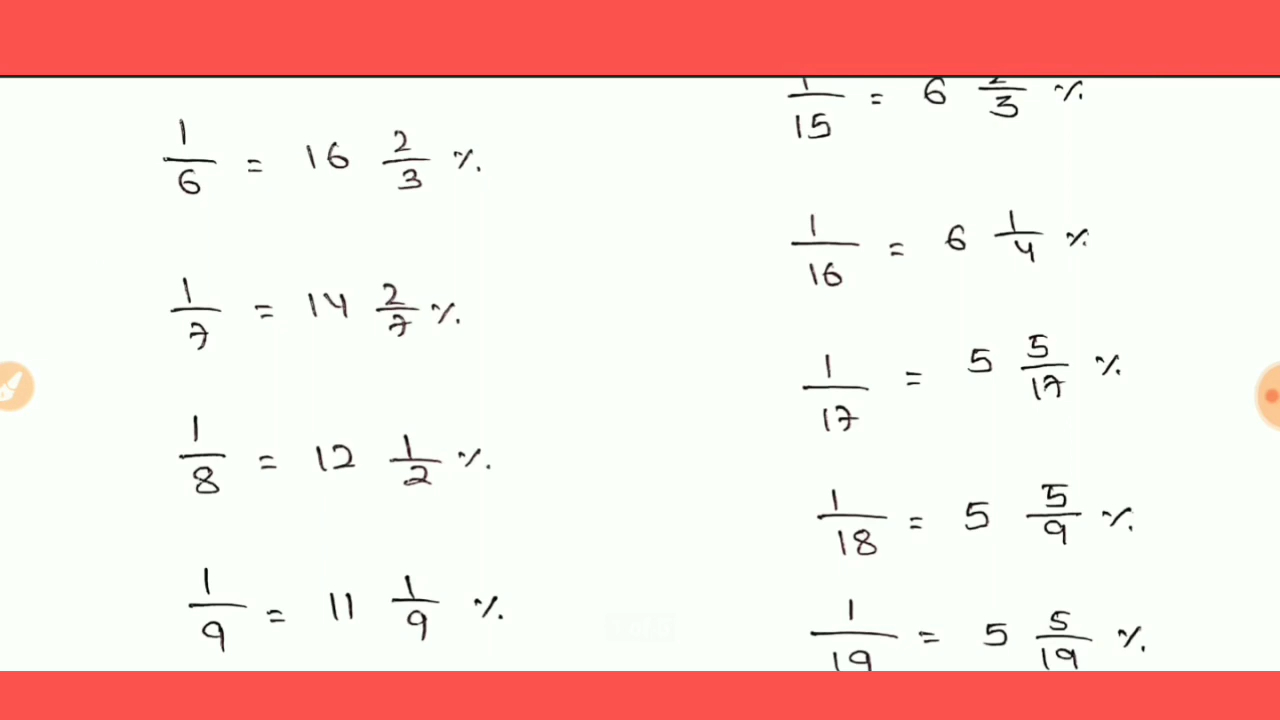 1/6 = 16 2/3 %
1/7 = 14 2/7 %
1/8 = 12 1/2 %
1/9 = 11 1/9 %
1/15 = 6 2/3 %
1/16 = 6 1/4 %
1/17 = 5 5/17 %
1/18 = 5 5/9 %
1/19 = 5 5/19 %